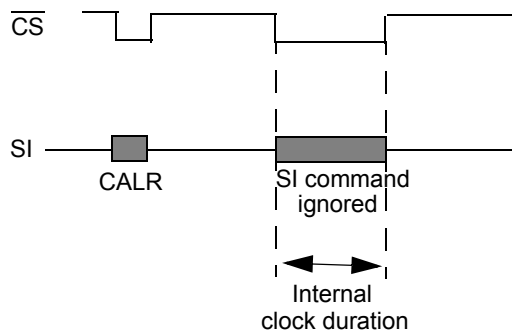 CS
SI
CALR
SI command
ignored
Internal
clock duration